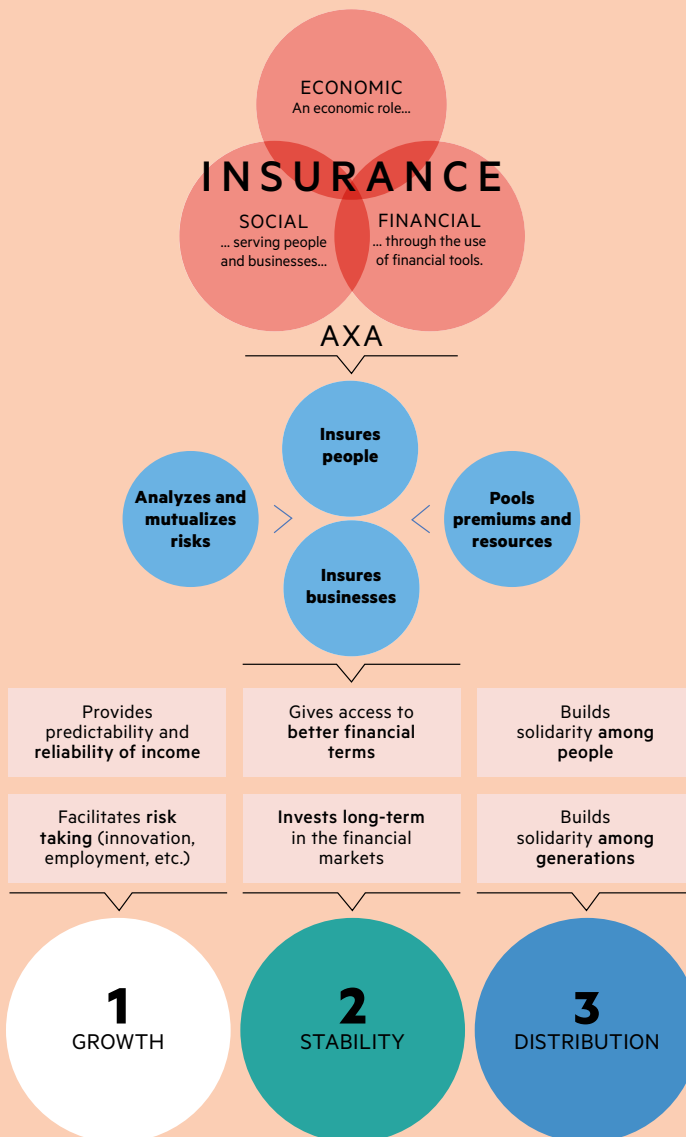 ECONOMIC
An economic role...
INSURANCE
SOCIAL
... serving people
and businesses...
FINANCIAL
... through the use
of financial tools.
AXA
Insures
people
Analyzes and
mutualizes
risks
Pools
premiums and
resources
Insures
businesses
Provides
predictability and
reliability of income
Gives access to
better financial
terms
Builds
solidarity among
people
Facilitates risk
taking (innovation,
employment, etc.)
Invests long-term
in the financial
markets
Builds
solidarity among
generations
1
GROWTH
2
STABILITY
3
DISTRIBUTION